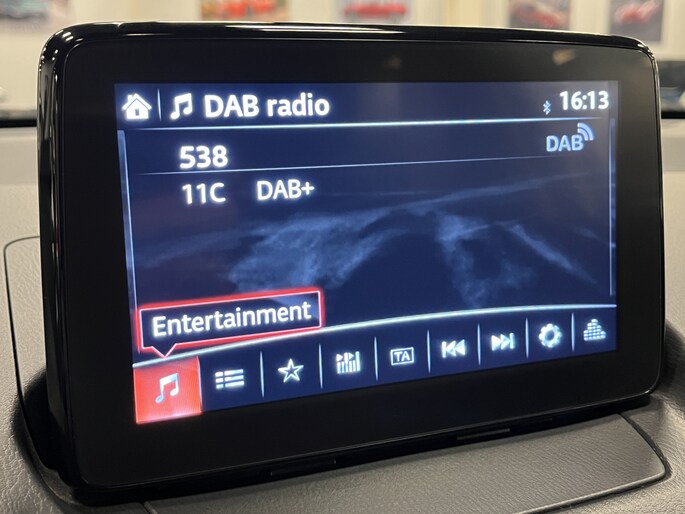 DAB radio 16:13
538 DAB
11C DAB+
Entertainment
TA